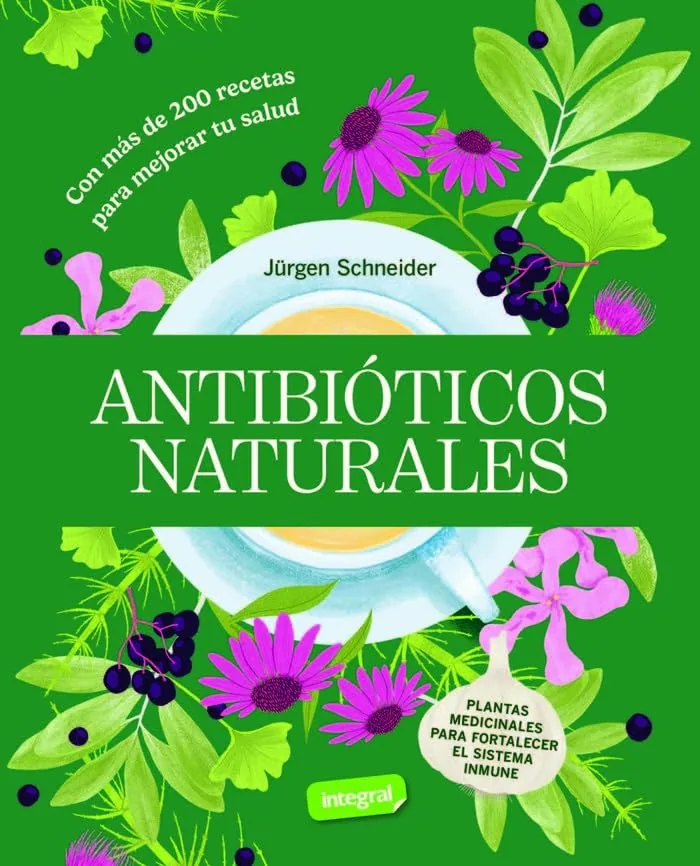 Con más de 200 recetas
para mejorar tu salud
Jürgen Schneider
ANTIBIÓTICOS
NATURALES
PLANTAS
MEDICINALES
PARA FORTALECER
EL SISTEMA
INMUNE
integral